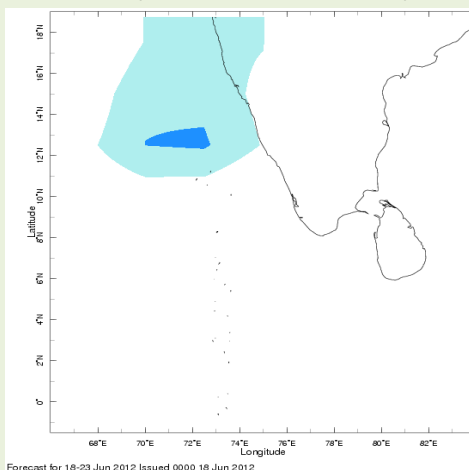 18°N
16°N
14°N
12°N
10°N
8°N
6°N
4°N
2°N
0°
Latitude
68°E 70°E 72°E 74°E 76°E 78°E 80°E 82°E
Longitude
Forecast for 18-23 Jun 2012 Issued 0000 18 Jun 2012